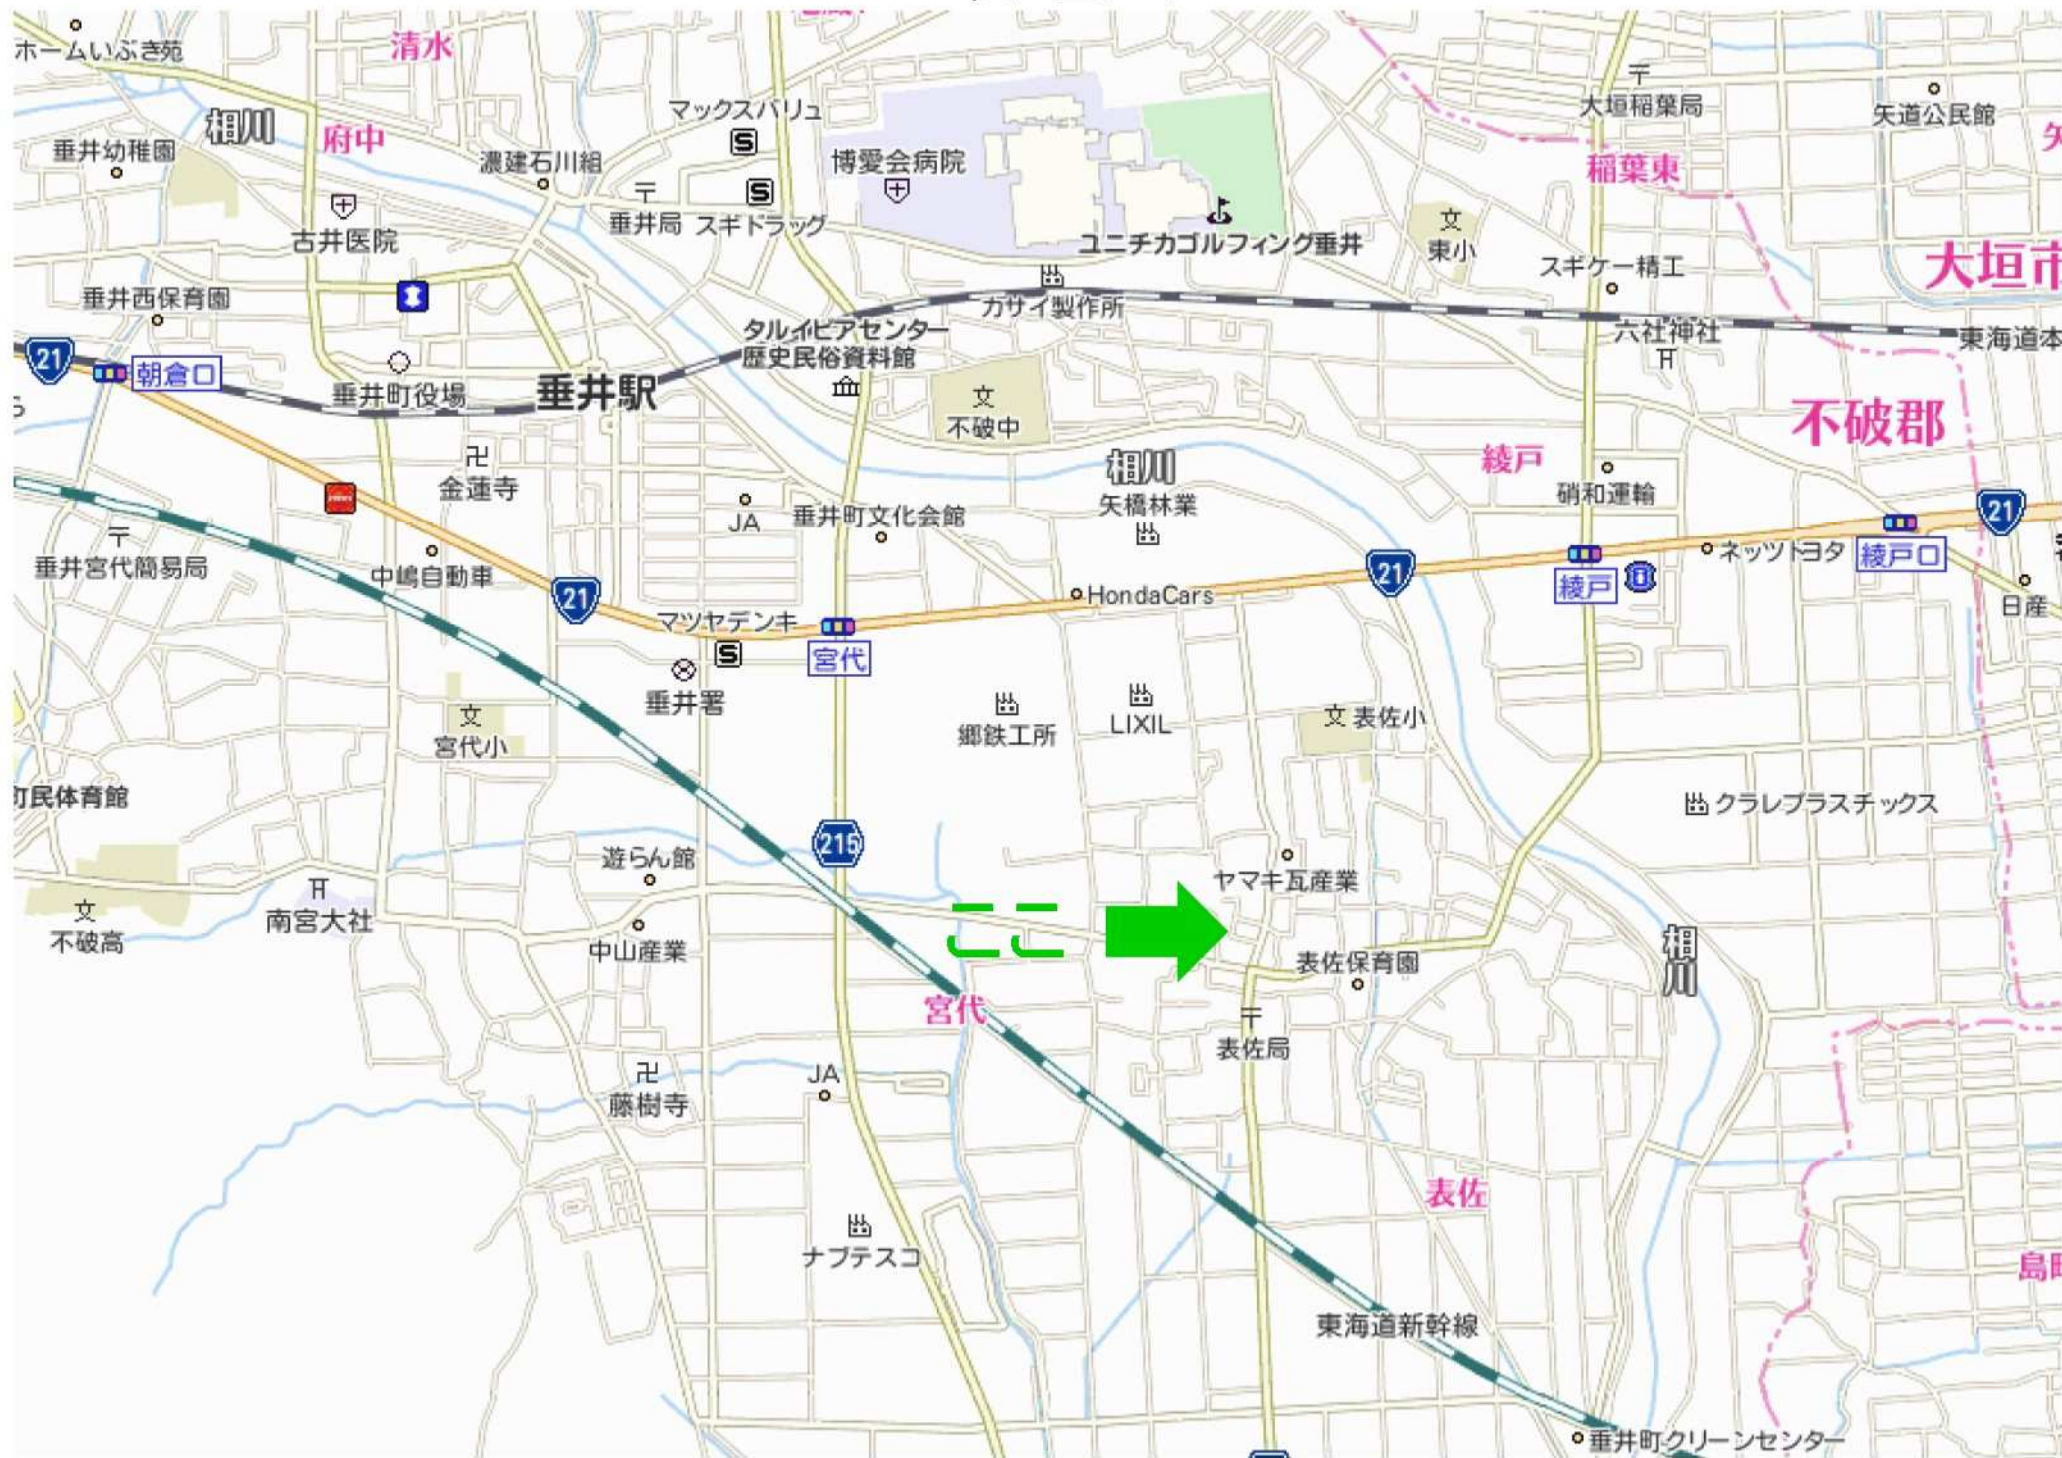 ホームいぶき苑
清水
相川
府中
垂井幼稚園
濃建石川組
マックスバリュ
S
博愛会病院
垂井局
S
スギドラッグ
古井医院
ユニチカゴルフィング垂井
文
東小
大垣稲葉局
矢道公民館
稲葉東
スギケー精工
大垣市
垂井西保育園
カサイ製作所
タルイピアセンター
歴史民俗資料館
六社神社
東海道本
21
朝倉口
垂井町役場
垂井駅
文
不破中
不破郡
金蓮寺
相川
綾戸
硝和運輸
JA
垂井町文化会館
矢橋林業
21
垂井宮代簡易局
中嶋自動車
21
21
ネッツトヨタ
綾戸口
綾戸
HondaCars
日産
マツヤデンキ
S
宮代
垂井署
文
宮代小
郷鉄工所
LIXIL
文 表佐小
町民体育館
クラレプラスチックス
215
遊らん館
ヤマキ瓦産業
南宮大社
文
不破高
中山産業
表佐保育園
相川
宮代
表佐局
藤樹寺
JA
表佐
ナブテスコ
東海道新幹線
垂井町クリーンセンター